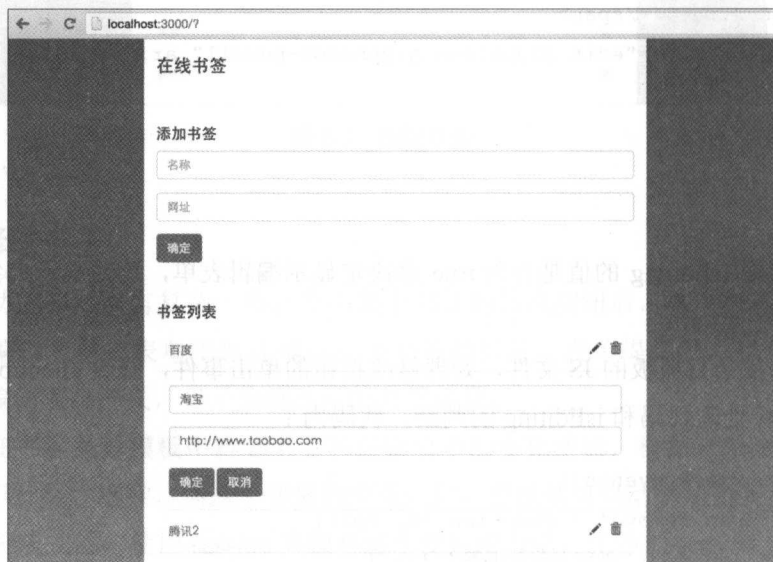 localhost:3000/?
在线书签
添加书签
名称
网址
确定
书签列表
百度
淘宝
http://www.taobao.com
确定 取消
腾讯2